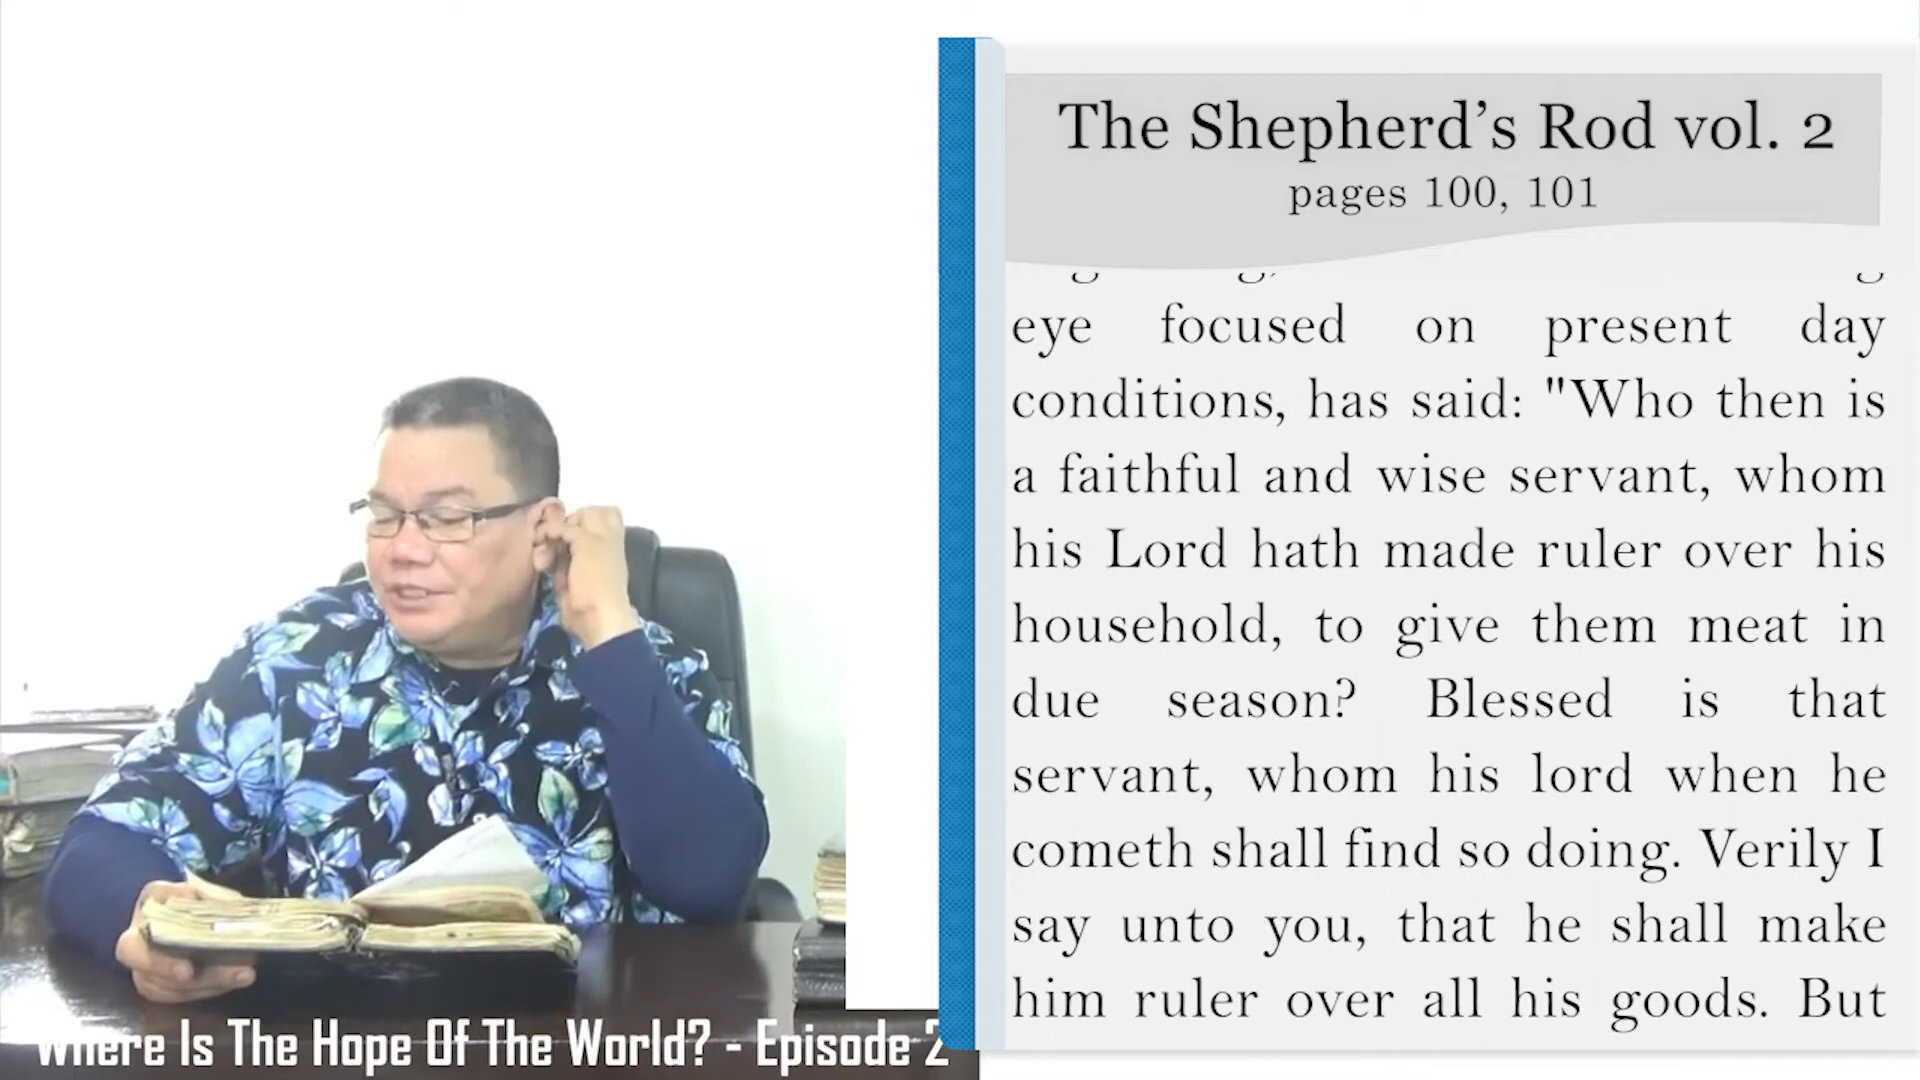 The Shepherd's Rod vol. 2
pages 100, 101
eye focused on present day
conditions, has said: "Who then is
a faithful and wise servant, whom
his Lord hath made ruler over his
household, to give them meat in
due season? Blessed is that
servant, whom his lord when he
cometh shall find so doing. Verily I
say unto you, that he shall make
him ruler over all his goods. But
Where Is The Hope Of The World? - Episode 2